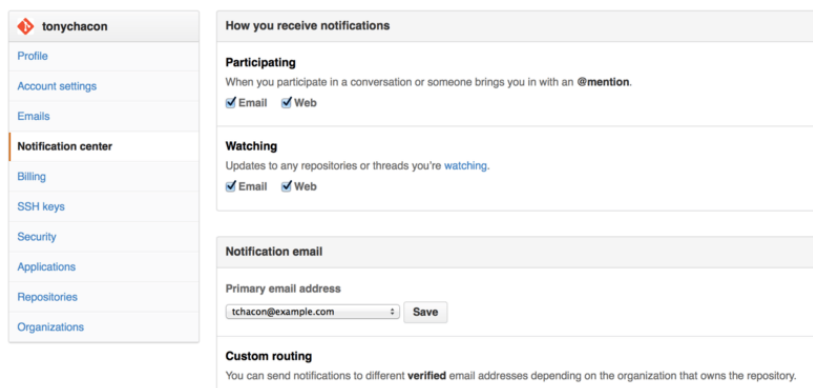 tonychacon
Profile
Account settings
Emails
Notification center
Billing
SSH keys
Security
Applications
Repositories
Organizations
How you receive notifications
Participating
When you participate in a conversation or someone brings you in with an @mention.
Email Web
Watching
Updates to any repositories or threads you're watching.
Email Web
Notification email
Primary email address
tchacon@example.com Save
Custom routing
You can send notifications to different verified email addresses depending on the organization that owns the repository.